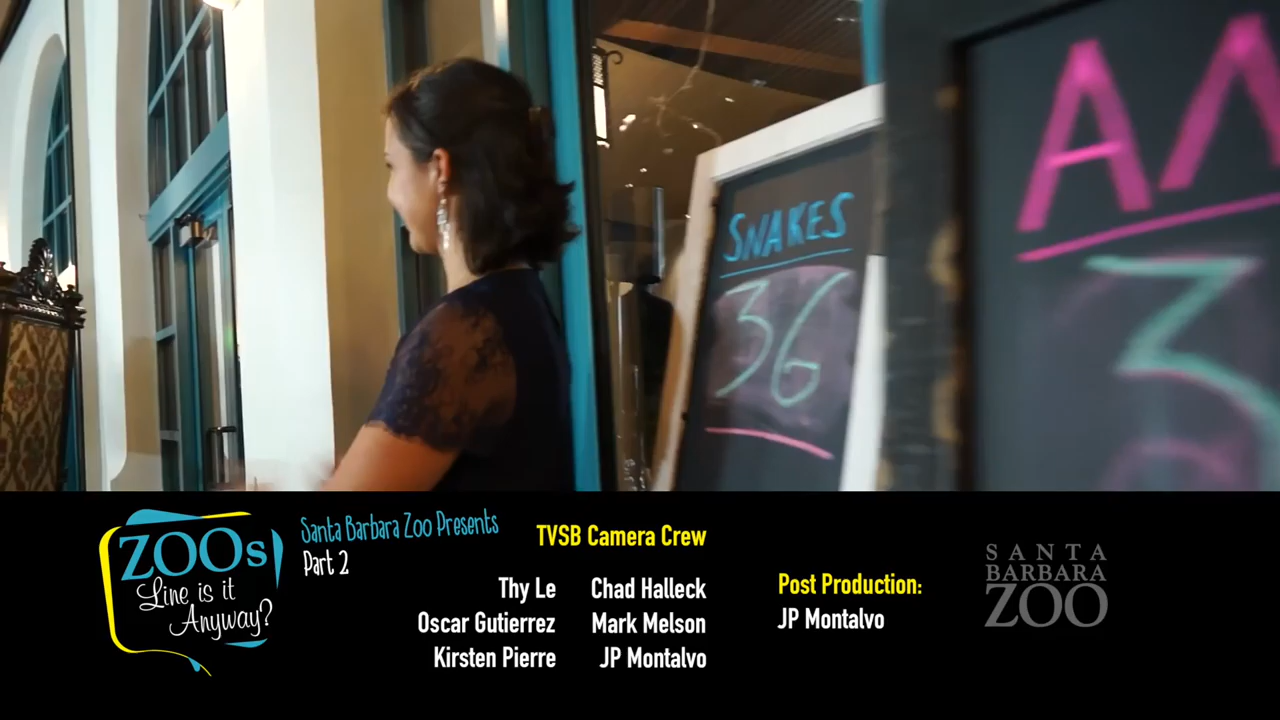 SNAKES
36
3
ZOOs
Line is it
Anyway?
Santa Barbara Zoo Presents
Part 2
TVSB Camera Crew
Thy Le
Chad Halleck
Oscar Gutierrez
Mark Melson
Kirsten Pierre
JP Montalvo
Post Production:
JP Montalvo
SANTA
BARBARA
ZOO